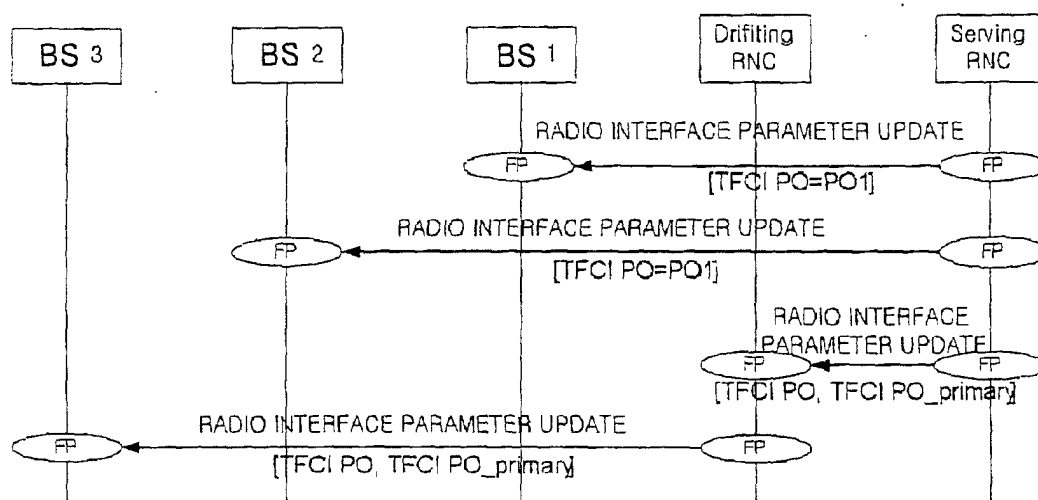 BS 3
BS 2
BS 1
Drifiting
RNC
Serving
RNC
RADIO INTERFACE PARAMETER UPDATE
FP
FP
[TFCI PO=PO1]
RADIO INTERFACE PARAMETER UPDATE
FP
FP
[TFCI PO=PO1]
RADIO INTERFACE
PARAMETER UPDATE
FP
FP
[TFCI PO, TFCI PO_primary]
RADIO INTERFACE PARAMETER UPDATE
FP
FP
[TFCI PO, TFCI PO_primary]